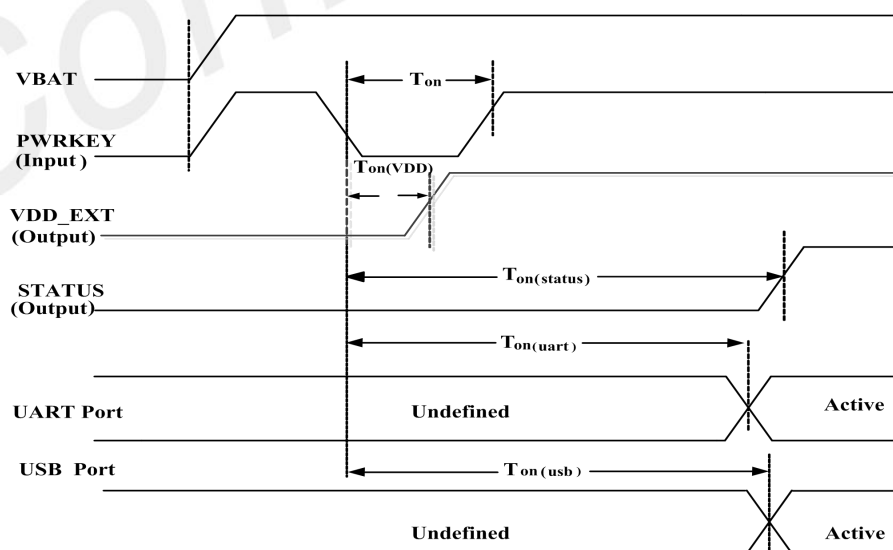 Com
VBAT
Ton
PWRKEY
(Input )
Ton(VDD)
VDD_EXT
(Output)
Ton(status)
STATUS
(Output)
Ton(uart )
UART Port
Undefined
Active
USB Port
Ton(usb )
Undefined
Active